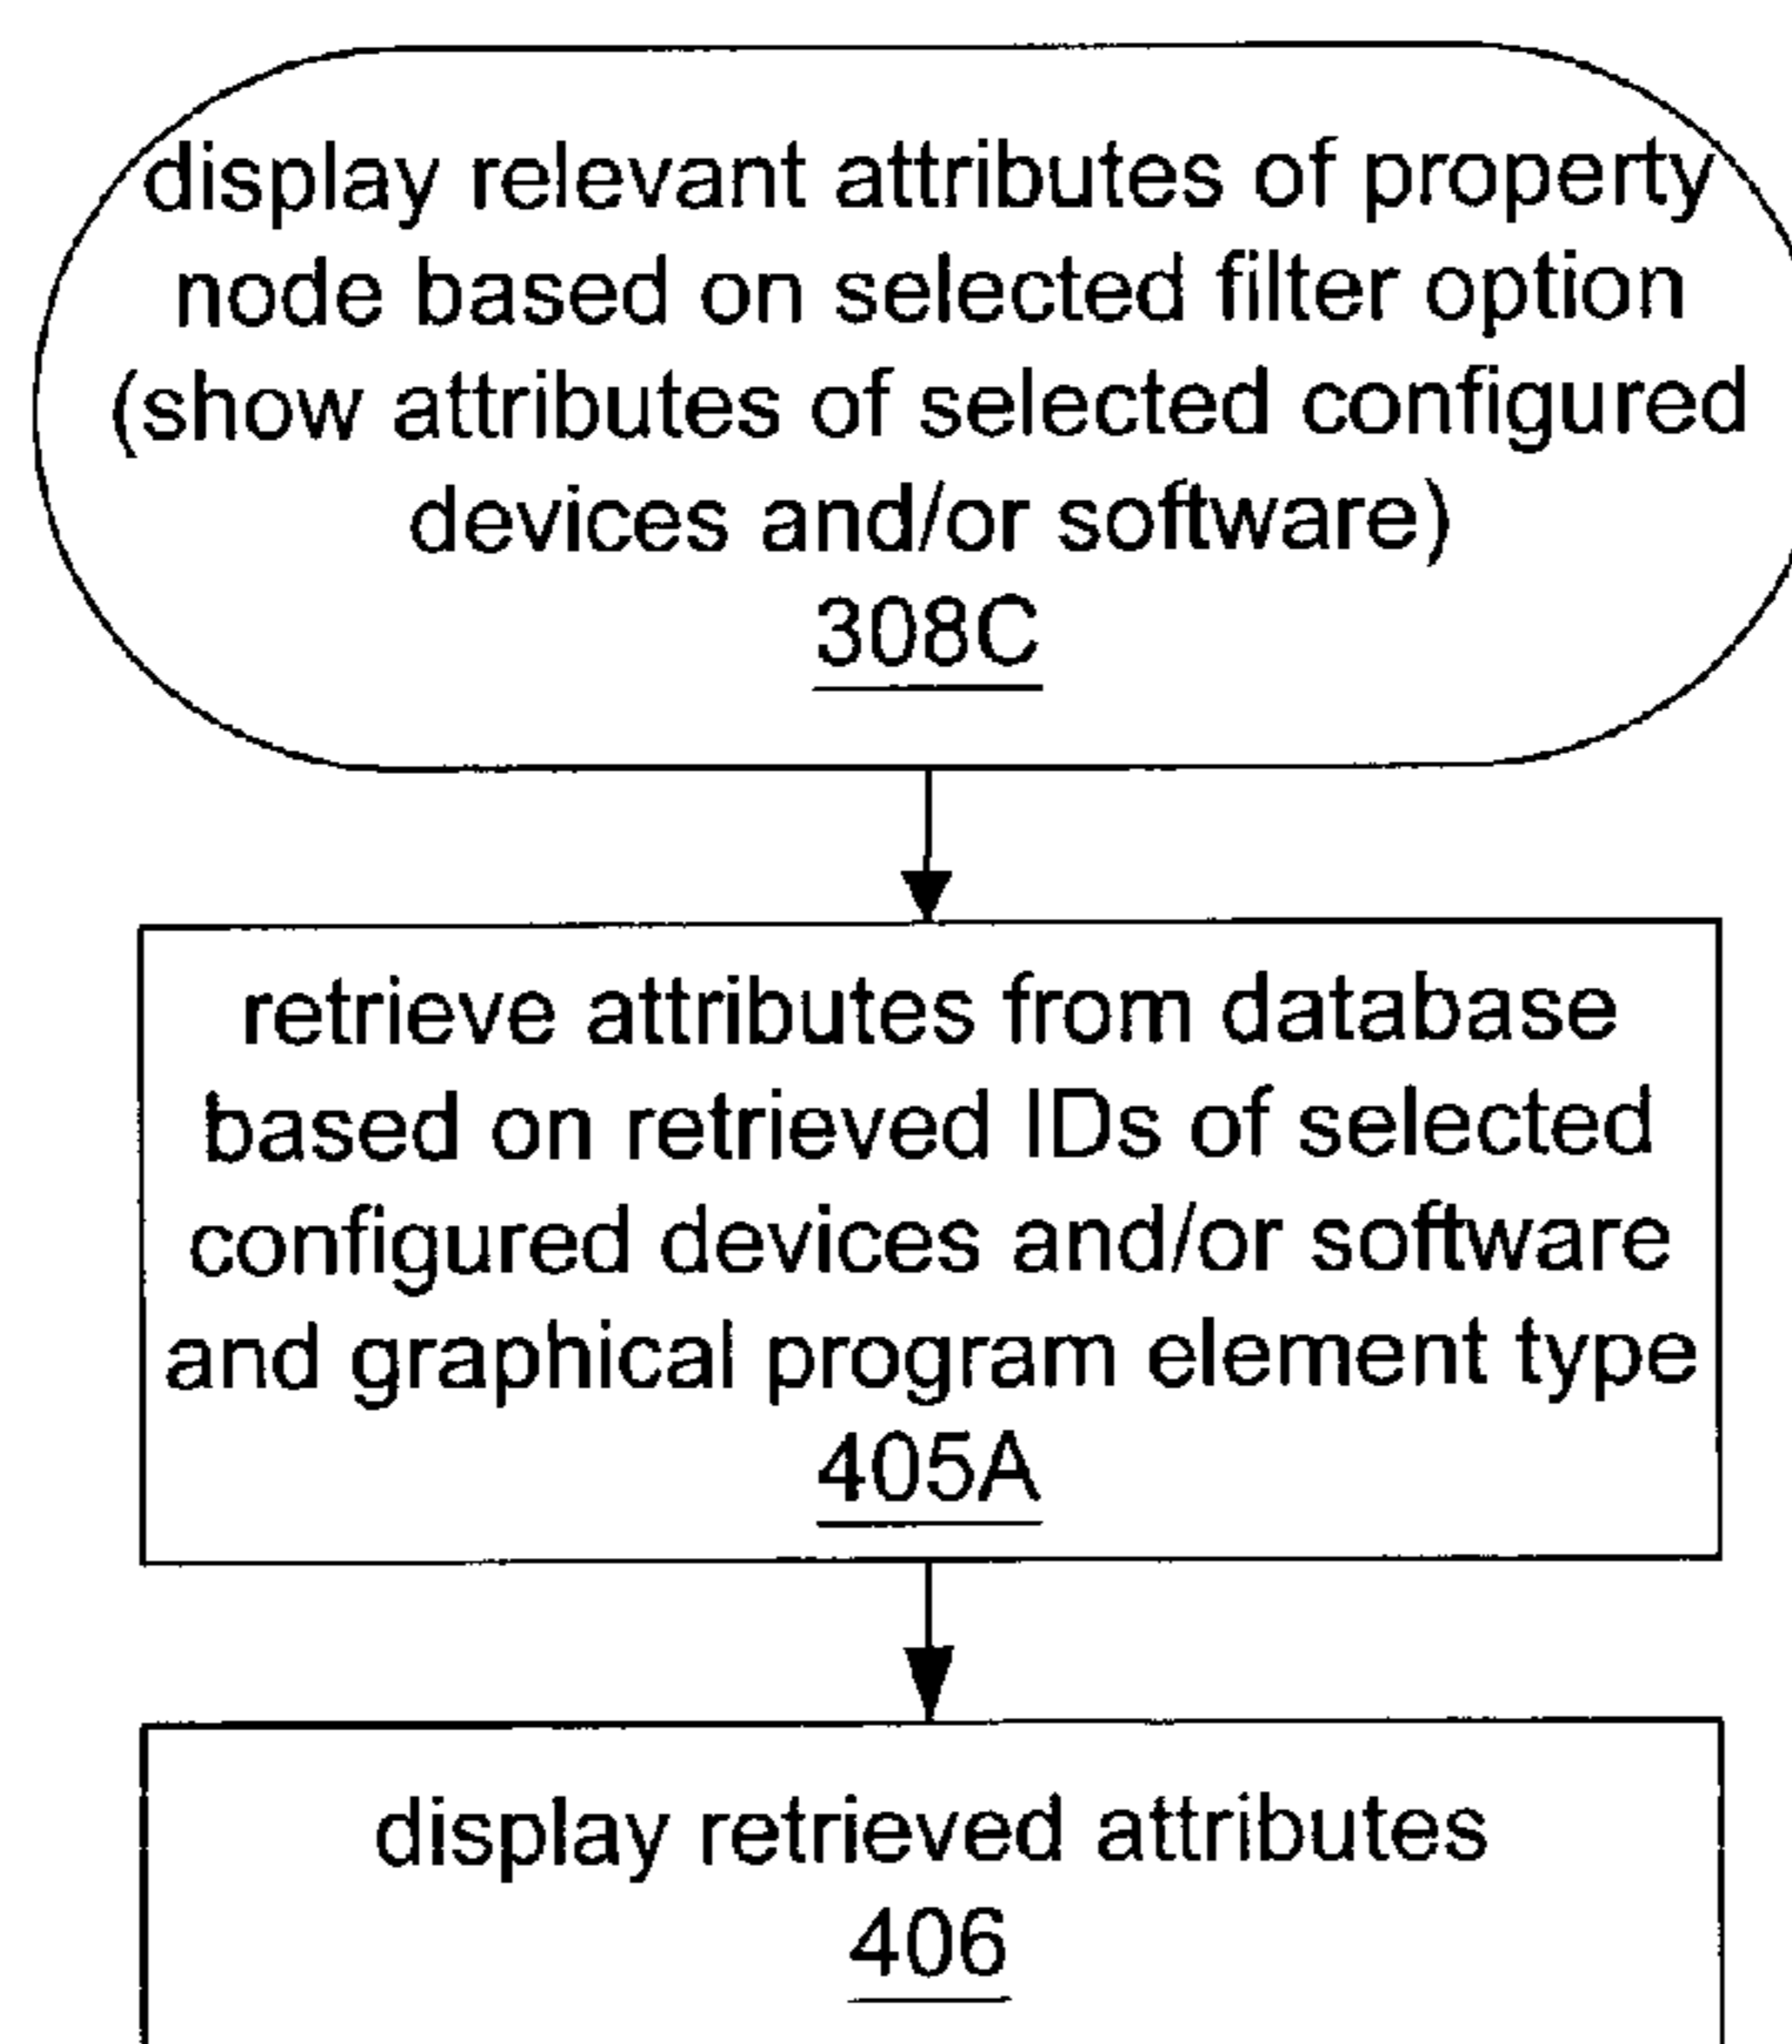 display relevant attributes of property
node based on selected filter option
(show attributes of selected configured
devices and/or software)
308C
retrieve attributes from database
based on retrieved IDs of selected
configured devices and/or software
and graphical program element type
405A
display retrieved attributes
406